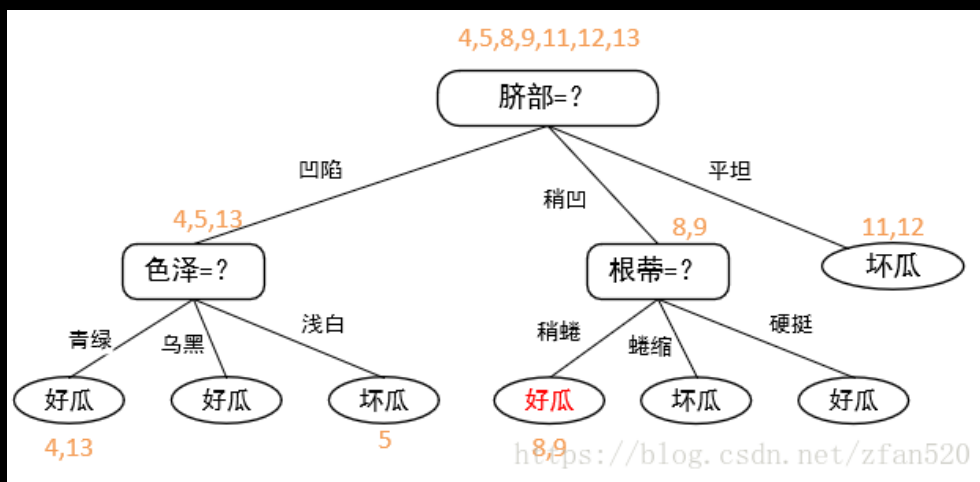 4,5,8,9,11,12,13
脐部=?
凹陷
稍凹
平坦
4,5,13
8,9
11,12
色泽=?
根蒂=?
坏瓜
青绿
乌黑
浅白
稍蜷
蜷缩
硬挺
好瓜
好瓜
坏瓜
好瓜
坏瓜
好瓜
4,13
5
8,9
https://blog.csdn.net/zfan520